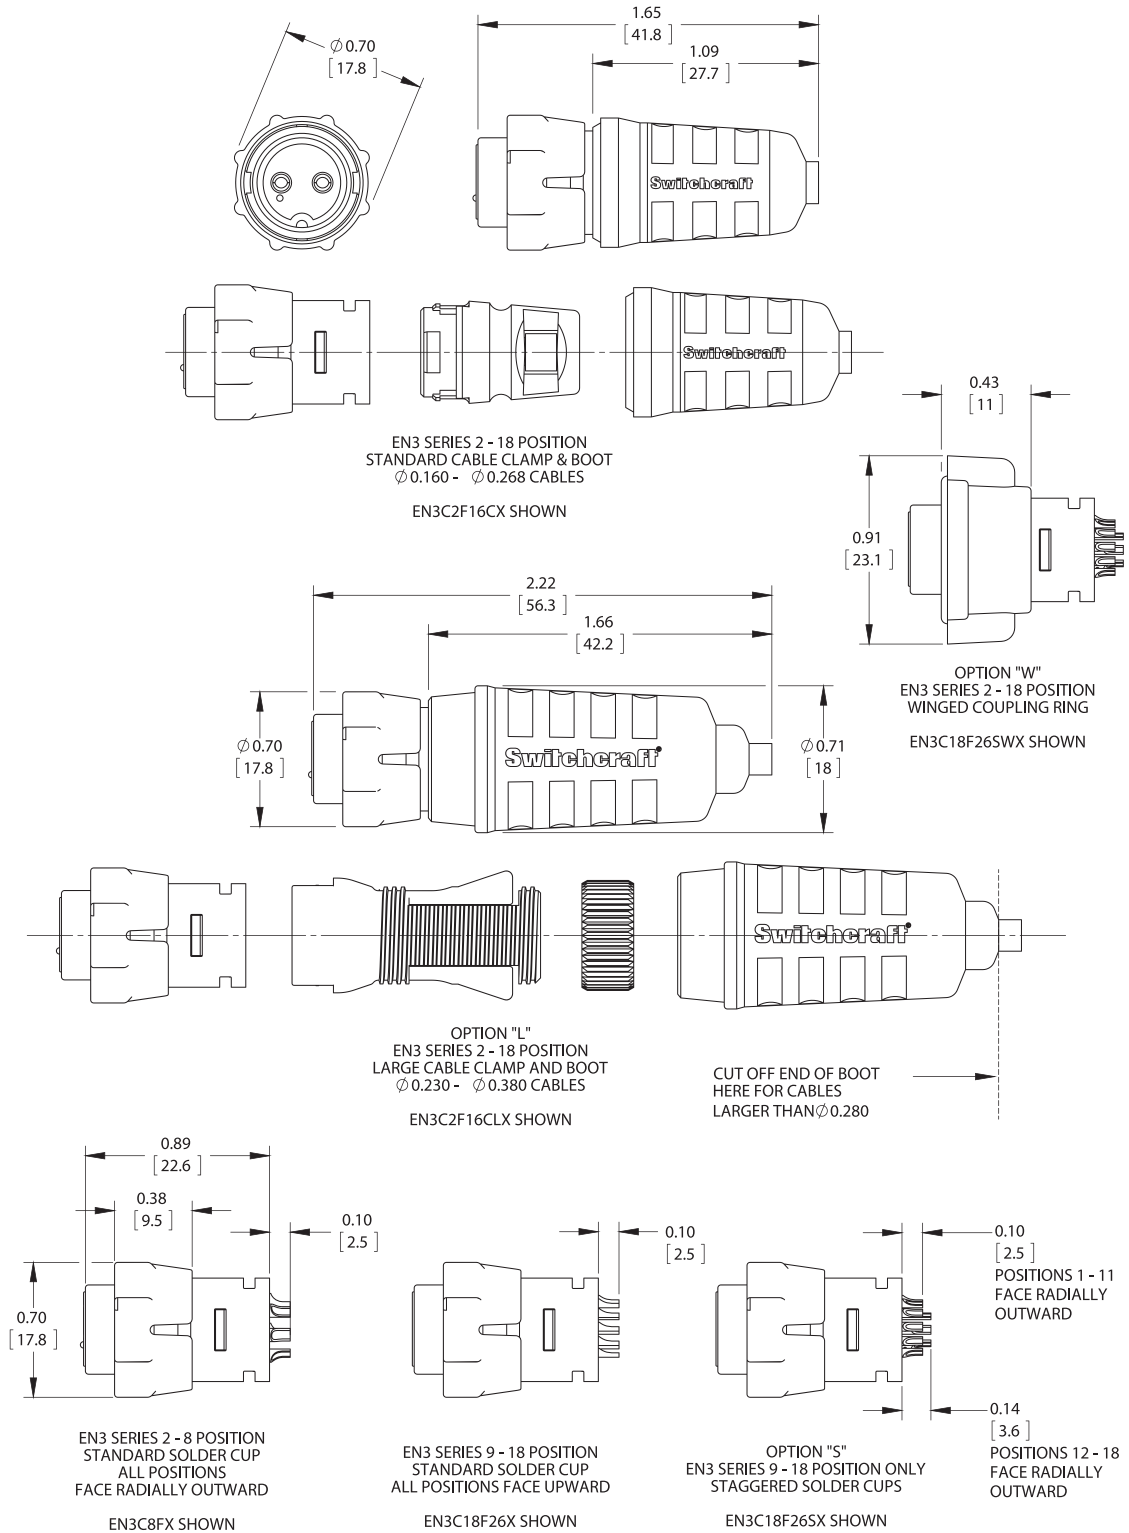 1.65
[41.8]
Ø0.70
[17.8]
1.09
[27.7]
Switchcraft
Switchcraft
EN3 SERIES 2 - 18 POSITION
STANDARD CABLE CLAMP & BOOT
Ø0.160 - Ø0.268 CABLES
EN3C2F16CX SHOWN
0.43
[11]
0.91
[23.1]
OPTION "W"
EN3 SERIES 2 - 18 POSITION
WINGED COUPLING RING
EN3C18F26SWX SHOWN
2.22
[56.3]
1.66
[42.2]
Ø0.70
[17.8]
Switchcraft
Ø0.71
[18]
Switchcraft
OPTION "L"
EN3 SERIES 2 - 18 POSITION
LARGE CABLE CLAMP AND BOOT
Ø0.230 - Ø0.380 CABLES
EN3C2F16CLX SHOWN
CUT OFF END OF BOOT
HERE FOR CABLES
LARGER THAN Ø0.280
0.89
[22.6]
0.38
[9.5]
0.10
[2.5]
0.70
[17.8]
EN3 SERIES 2 - 8 POSITION
STANDARD SOLDER CUP
ALL POSITIONS
FACE RADIALLY OUTWARD
EN3C8FX SHOWN
0.10
[2.5]
EN3 SERIES 9 - 18 POSITION
STANDARD SOLDER CUP
ALL POSITIONS FACE UPWARD
EN3C18F26X SHOWN
0.10
[2.5]
POSITIONS 1 - 11
FACE RADIALLY
OUTWARD
0.14
[3.6]
POSITIONS 12 - 18
FACE RADIALLY
OUTWARD
OPTION "S"
EN3 SERIES 9 - 18 POSITION ONLY
STAGGERED SOLDER CUPS
EN3C18F26SX SHOWN